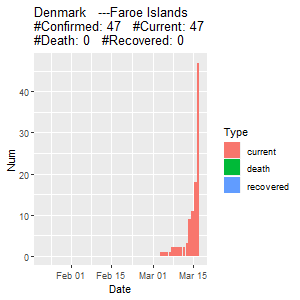 Denmark   ---Faroe Islands
#Confirmed: 47   #Current: 47
#Death: 0   #Recovered: 0
Num
40
30
20
10
0
Feb 01
Feb 15
Mar 01
Mar 15
Date
Type
current
death
recovered